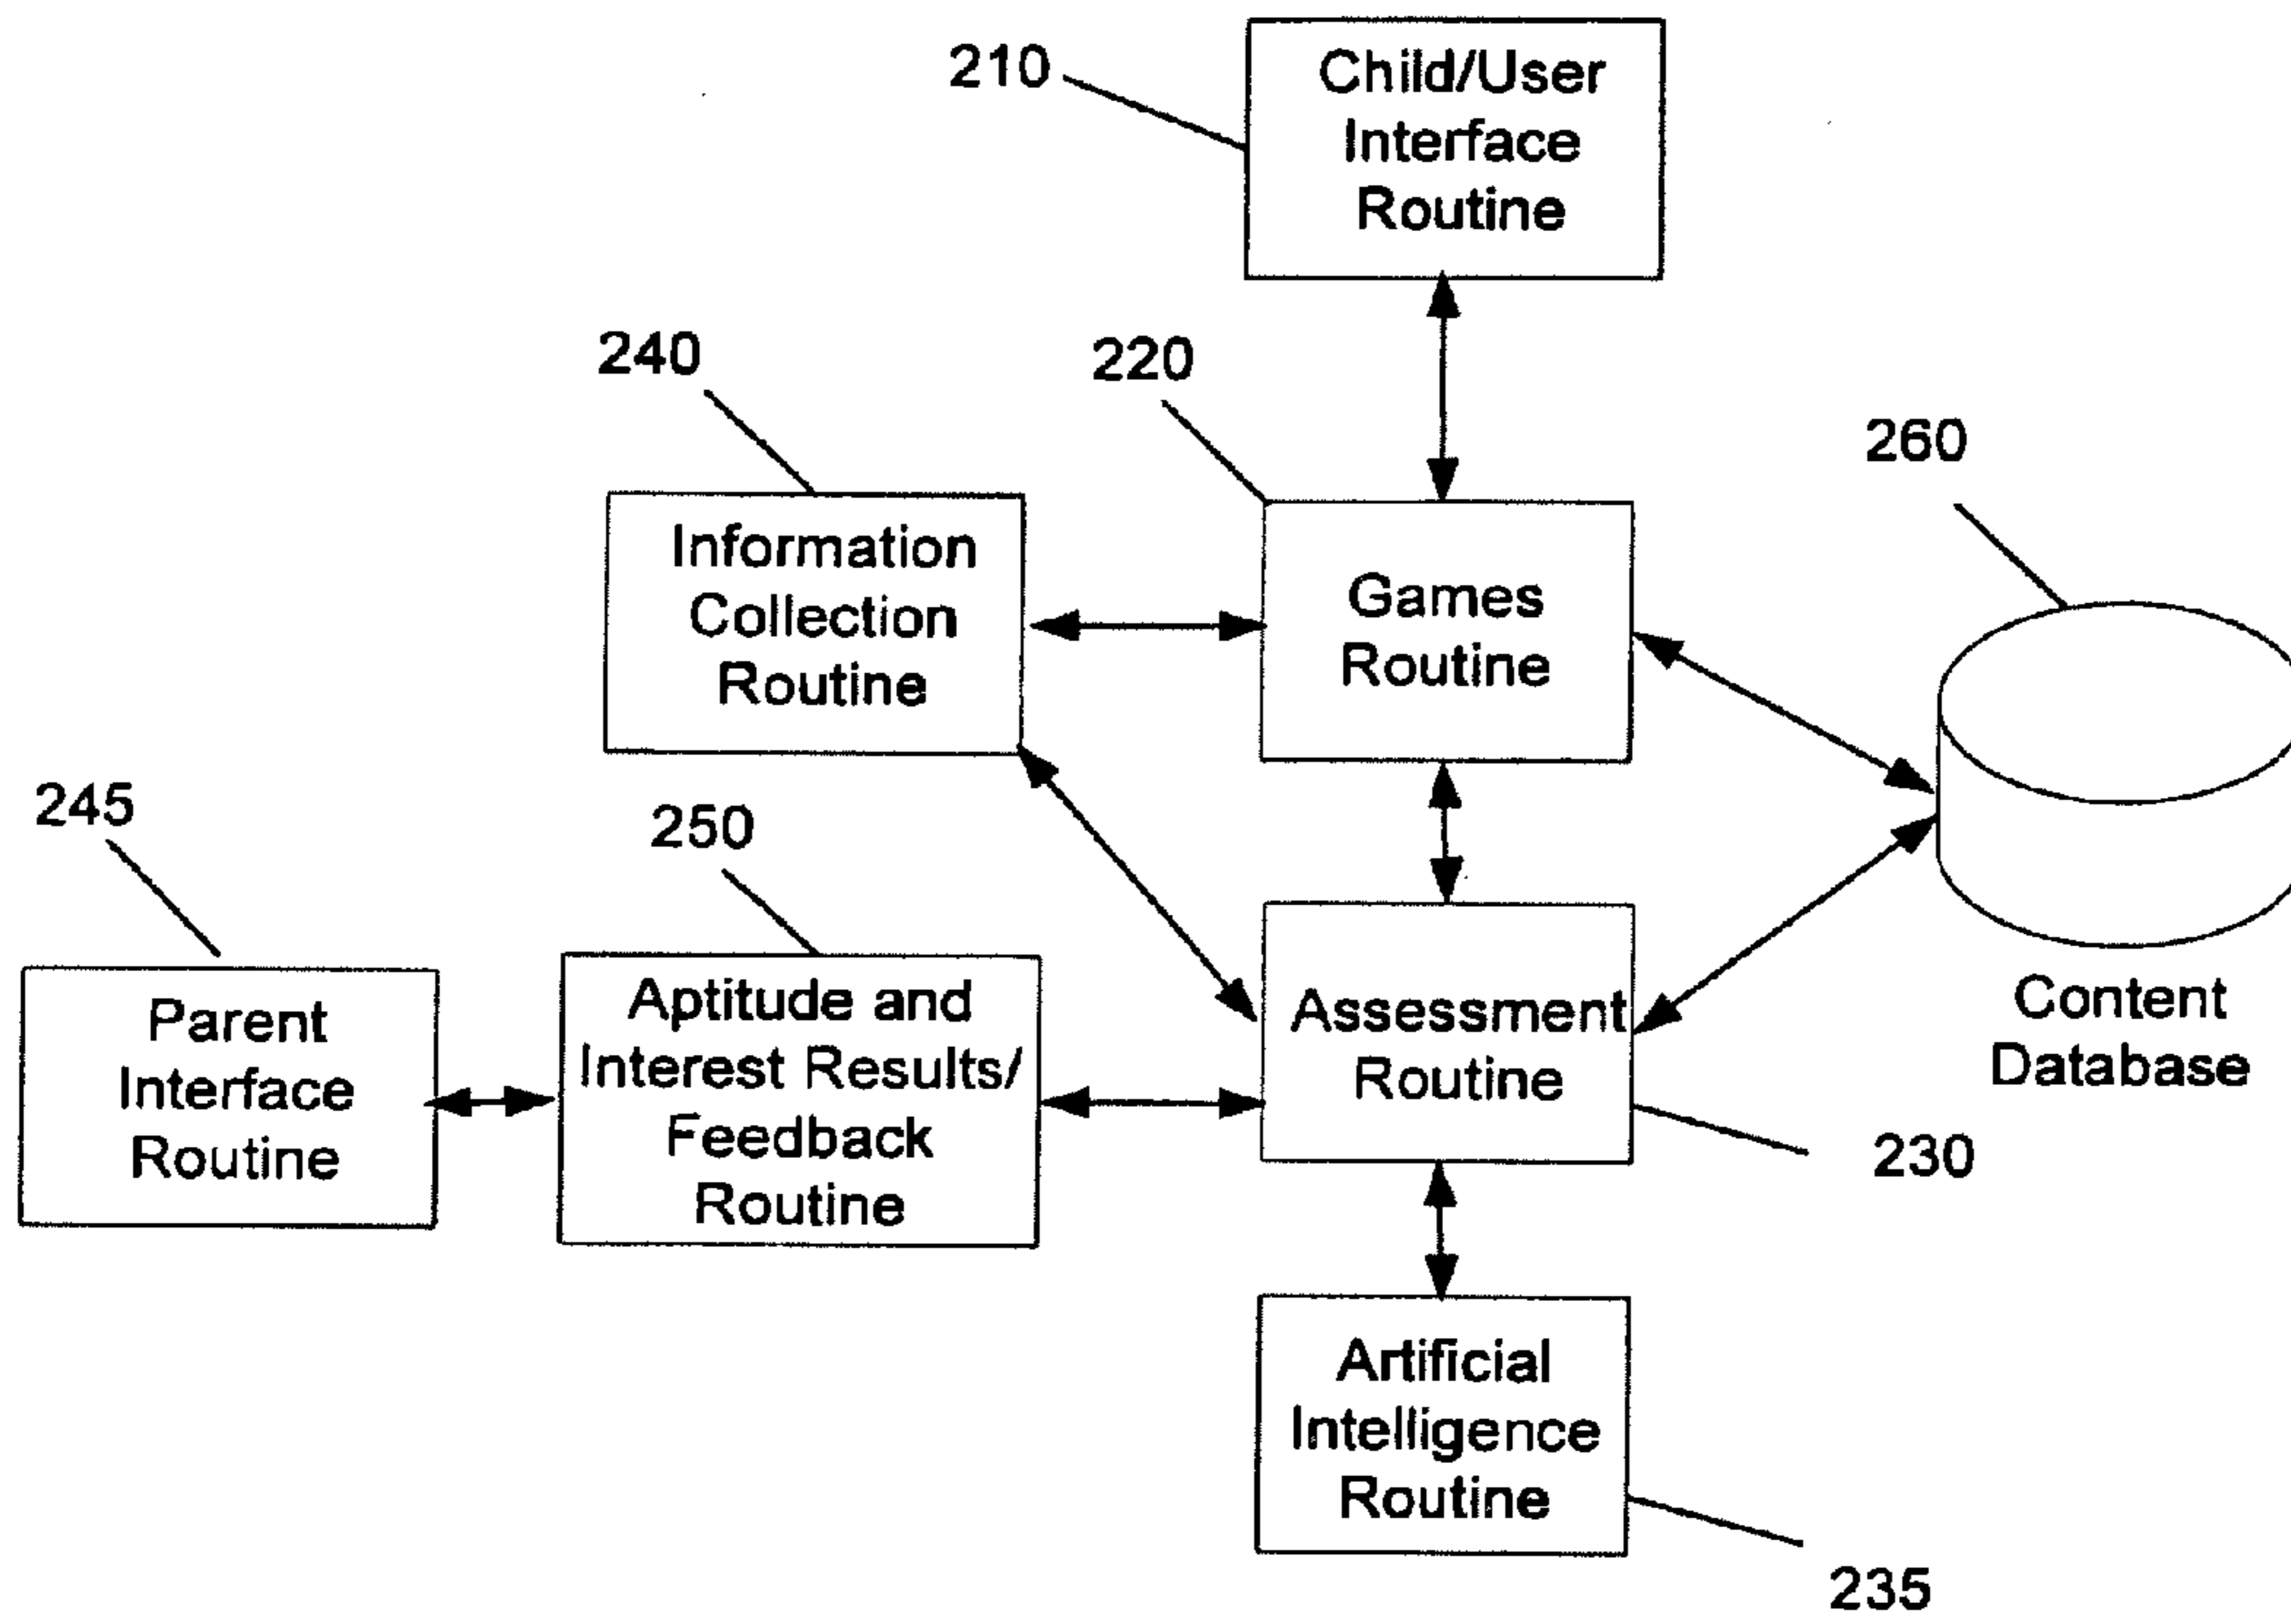 210
Child/User
Interface
Routine
240
220
260
Information
Collection
Routine
Games
Routine
245
250
Parent
Interface
Routine
Aptitude and
Interest Results/
Feedback
Routine
Assessment
Routine
Content
Database
230
Artificial
Intelligence
Routine
235